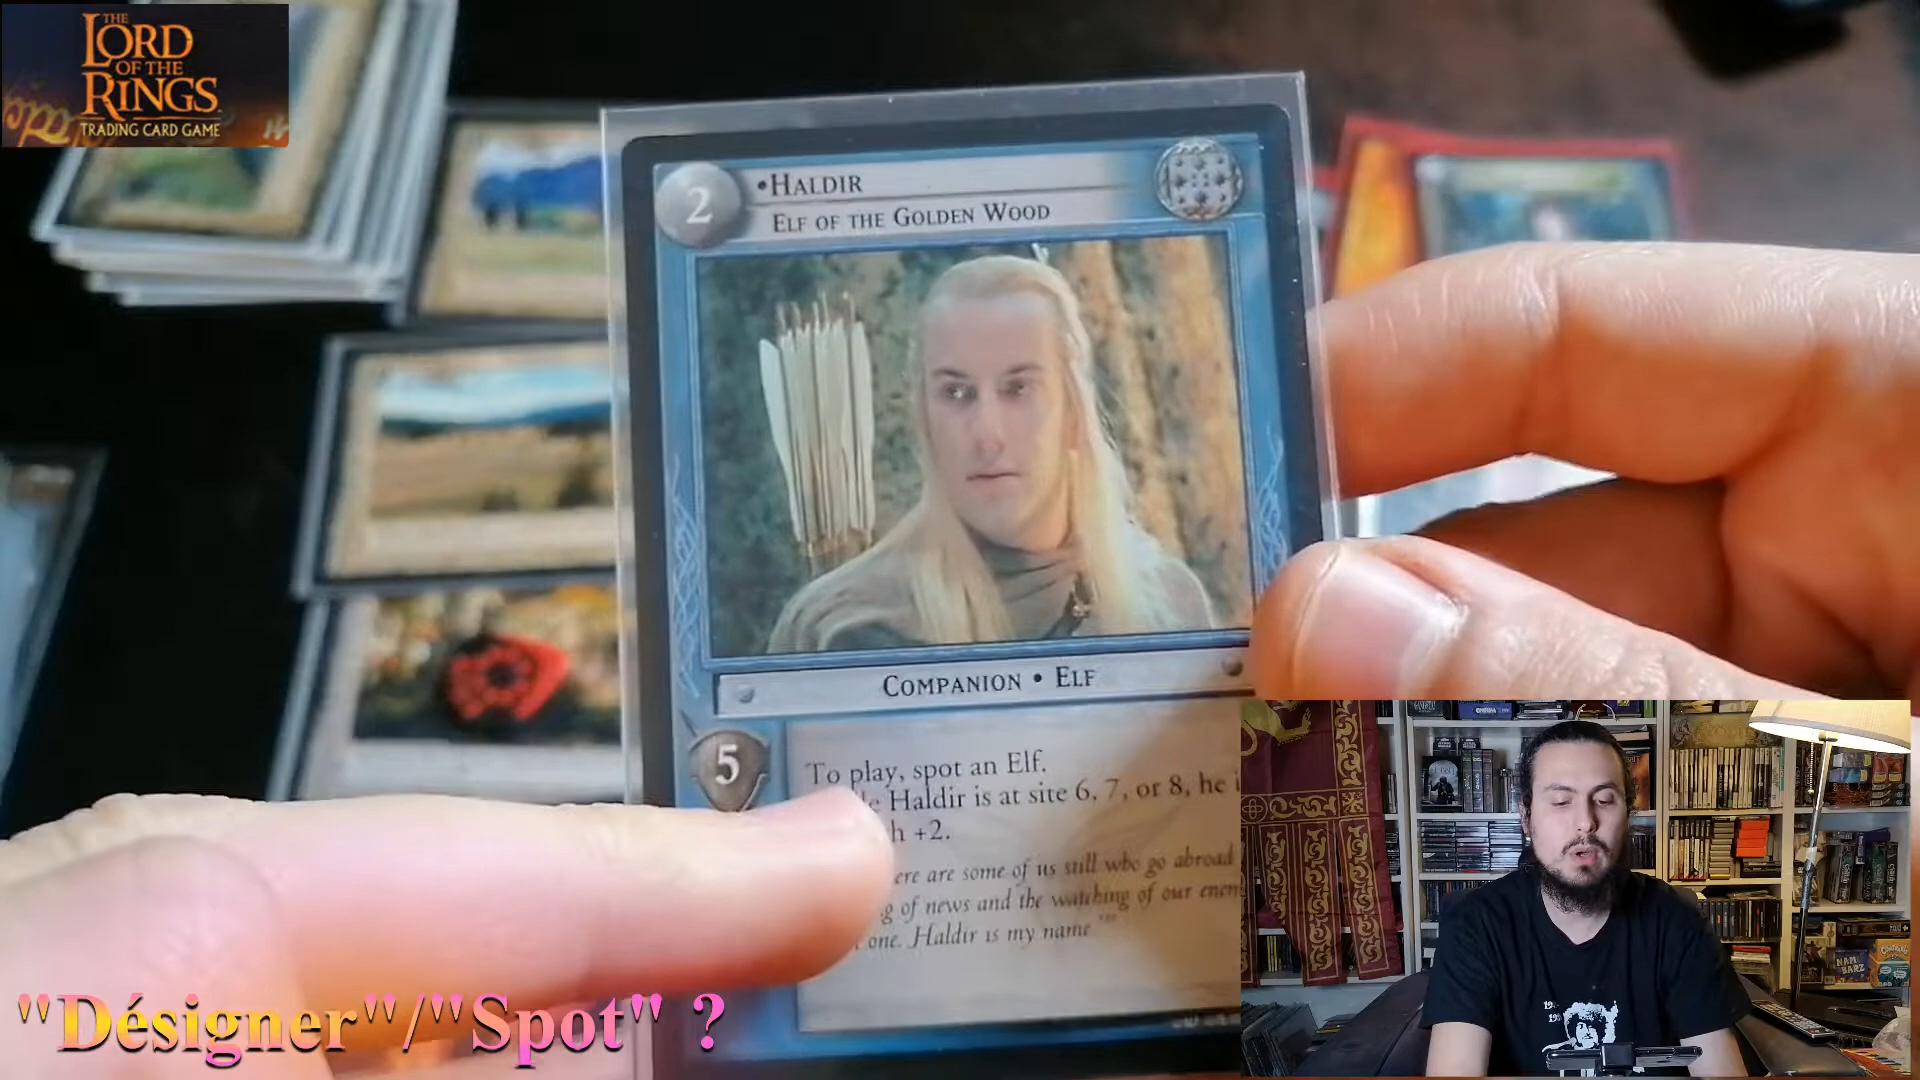 THE
LORD
OF THE
RINGS
TRADING CARD GAME
2
•HALDIR
ELF OF THE GOLDEN WOOD
COMPANION • ELF
5
To play, spot an Elf.
Haldir is at site 6, 7, or 8, he
+2.
are some of us still who go abroad
of news and the watching of our
one. Haldir is my name
"Désigner"/"Spot" ?
NAM
BARZ